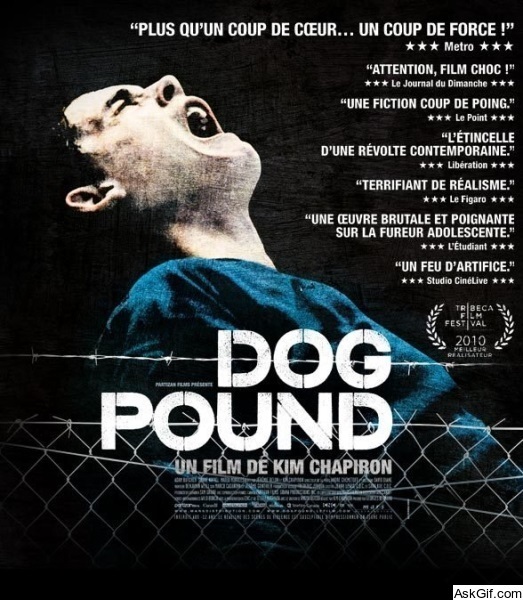 “PLUS QU’UN COUP DE CŒUR... UN COUP DE FORCE !”
★★★ Metro ★★★
“ATTENTION, FILM CHOC !”
★★★ Le Journal du Dimanche ★★★
“UNE FICTION COUP DE POING.”
★★★ Le Point ★★★
“L’ÉTINCELLE
D’UNE RÉVOLTE CONTEMPORAINE.”
★★★ Libération ★★★
“TERRIFIANT DE RÉALISME.”
★★★ Le Figaro ★★★
“UNE ŒUVRE BRUTALE ET POIGNANTE
SUR LA FUREUR ADOLESCENTE.”
★★★ L’Étudiant ★★★
“UN FEU D’ARTIFICE.”
★★★ Studio CinéLive ★★★
TRIBECA
FILM
FESTIVAL
2010
MEILLEUR
RÉALISATEUR
PARTIZAN FILMS PRÉSENTE
DOG
POUND
UN FILM DE KIM CHAPIRON
AskGif.com